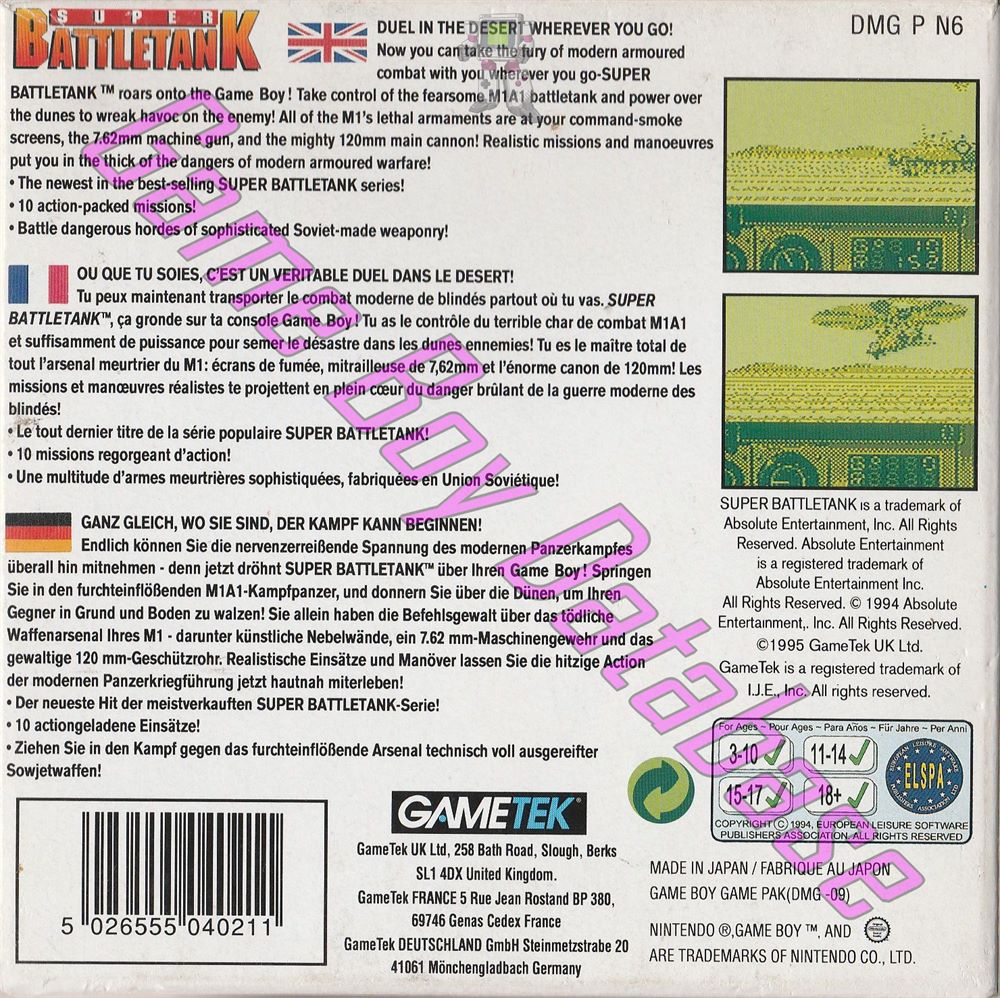 SUPER
BATTLETANK
DMG P N6
DUEL IN THE DESERT WHEREVER YOU GO!
Now you can take the fury of modern armoured
combat with you wherever you go-SUPER
BATTLETANK ™ roars onto the Game Boy! Take control of the fearsome M1A1 battletank and power over
the dunes to wreak havoc on the enemy! All of the M1's lethal armaments are at your command-smoke
screens, the 7.62mm machine gun, and the mighty 120mm main cannon! Realistic missions and manoeuvres
put you in the thick of the dangers of modern armoured warfare!
• The newest in the best-selling SUPER BATTLETANK series!
• 10 action-packed missions!
• Battle dangerous hordes of sophisticated Soviet-made weaponry!
OU QUE TU SOIES, C'EST UN VERITABLE DUEL DANS LE DESERT!
Tu peux maintenant transporter le combat moderne de blindés partout où tu vas. SUPER
BATTLETANK™, ça gronde sur ta console Game Boy! Tu as le contrôle du terrible char de combat M1A1
et suffisamment de puissance pour semer le désastre dans les dunes ennemies! Tu es le maître total de
tout l'arsenal meurtrier du M1: écrans de fumée, mitrailleuse de 7,62mm et l'énorme canon de 120mm! Les
missions et manœuvres réalistes te projettent en plein cœur du danger brûlant de la guerre moderne des
blindés!
• Le tout dernier titre de la série populaire SUPER BATTLETANK!
• 10 missions regorgeant d'action!
• Une multitude d'armes meurtrières sophistiquées, fabriquées en Union Soviétique!
GANZ GLEICH, WO SIE SIND, DER KAMPF KANN BEGINNEN!
Endlich können Sie die nervenzerreißende Spannung des modernen Panzerkampfes
überall hin mitnehmen - denn jetzt dröhnt SUPER BATTLETANK™ über Ihren Game Boy! Springen
Sie in den furchteinflößenden M1A1-Kampfpanzer, und donnern Sie über die Dünen, um Ihren
Gegner in Grund und Boden zu walzen! Sie allein haben die Befehlsgewalt über das tödliche
Waffenarsenal Ihres M1 - darunter künstliche Nebelwände, ein 7.62 mm-Maschinengewehr und das
gewaltige 120 mm-Geschützrohr. Realistische Einsätze und Manöver lassen Sie die hitzige Action
der modernen Panzerkriegführung jetzt hautnah miterleben!
• Der neueste Hit der meistverkauften SUPER BATTLETANK-Serie!
• 10 actiongeladene Einsätze!
• Ziehen Sie in den Kampf gegen das furchteinflößende Arsenal technisch voll ausgereifter
Sowjetwaffen!
SUPER BATTLETANK is a trademark of
Absolute Entertainment, Inc. All Rights
Reserved. Absolute Entertainment
is a registered trademark of
Absolute Entertainment Inc.
All Rights Reserved. © 1994 Absolute
Entertainment,. Inc. All Rights Reserved.
©1995 GameTek UK Ltd.
GameTek is a registered trademark of
I.J.E., Inc. All rights reserved.
For Ages ~ Pour Ages ~ Para Años ~ Für Jahre ~ Per Anni
3-10 11-14
15-17 18+
EUROPEAN LEISURE SOFTWARE PUBLISHERS ASSOCIATION LTD
ELSPA
COPYRIGHT © 1994, EUROPEAN LEISURE SOFTWARE
PUBLISHERS ASSOCIATION. ALL RIGHTS RESERVED
5 026555 040211
GAMETEK®
GameTek UK Ltd, 258 Bath Road, Slough, Berks
SL1 4DX United Kingdom.
GameTek FRANCE 5 Rue Jean Rostand BP 380,
69746 Genas Cedex France
GameTek DEUTSCHLAND GmbH Steinmetzstraße 20
41061 Mönchengladbach Germany
MADE IN JAPAN / FABRIQUE AU JAPON
GAME BOY GAME PAK(DMG -09)
NINTENDO ®,GAME BOY ™, AND
ARE TRADEMARKS OF NINTENDO CO., LTD.
Game Boy Database